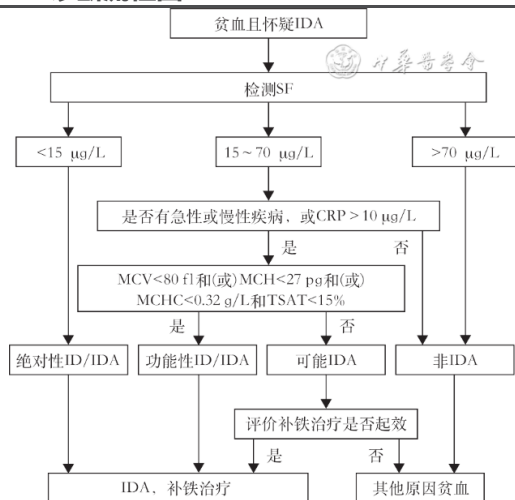 贫血且怀疑IDA
中华医学会
检测SF
<15 μg/L
15~70 μg/L
>70 μg/L
是否有急性或慢性疾病，或CRP＞10 μg/L
是
否
MCV<80 fl和(或)MCH<27 pg和(或)
MCHC<0.32 g/L和TSAT<15%
是
否
绝对性ID/IDA
功能性ID/IDA
可能IDA
非IDA
评价补铁治疗是否起效
是
否
IDA，补铁治疗
其他原因贫血